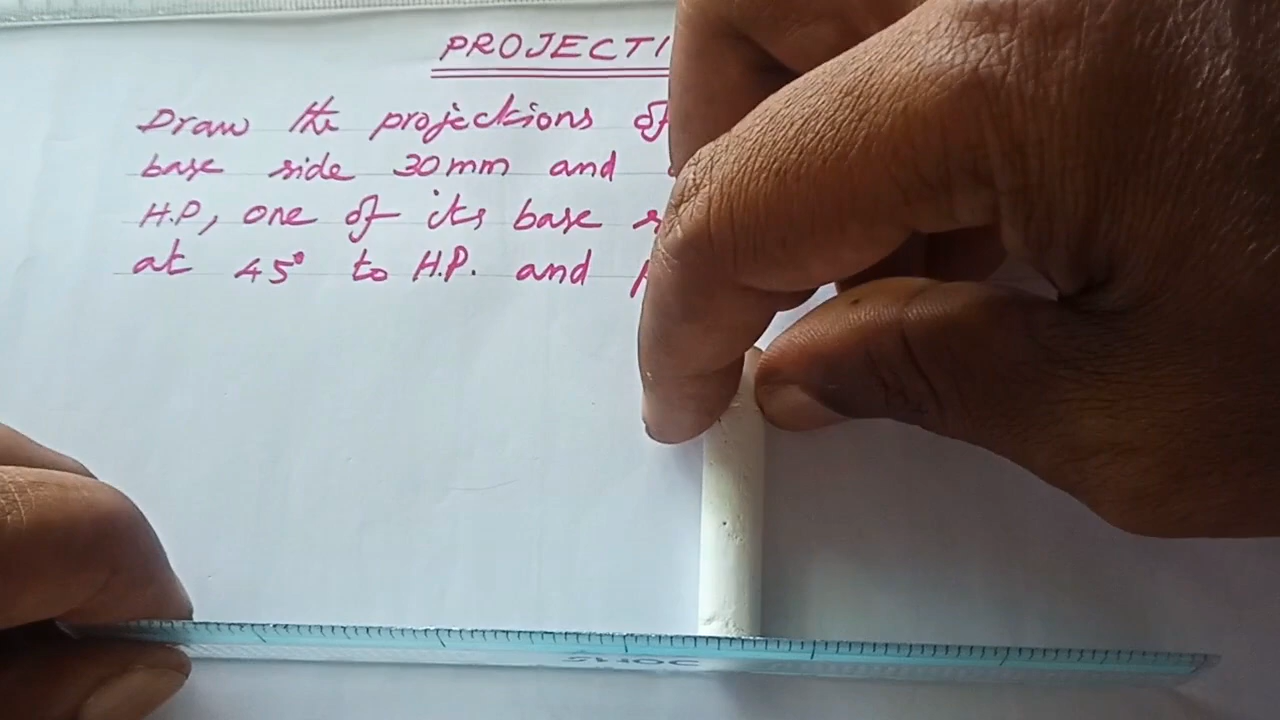 PROJECTI
Draw the projections of
base side 30mm and
H.P, one of its base
at 45° to H.P. and